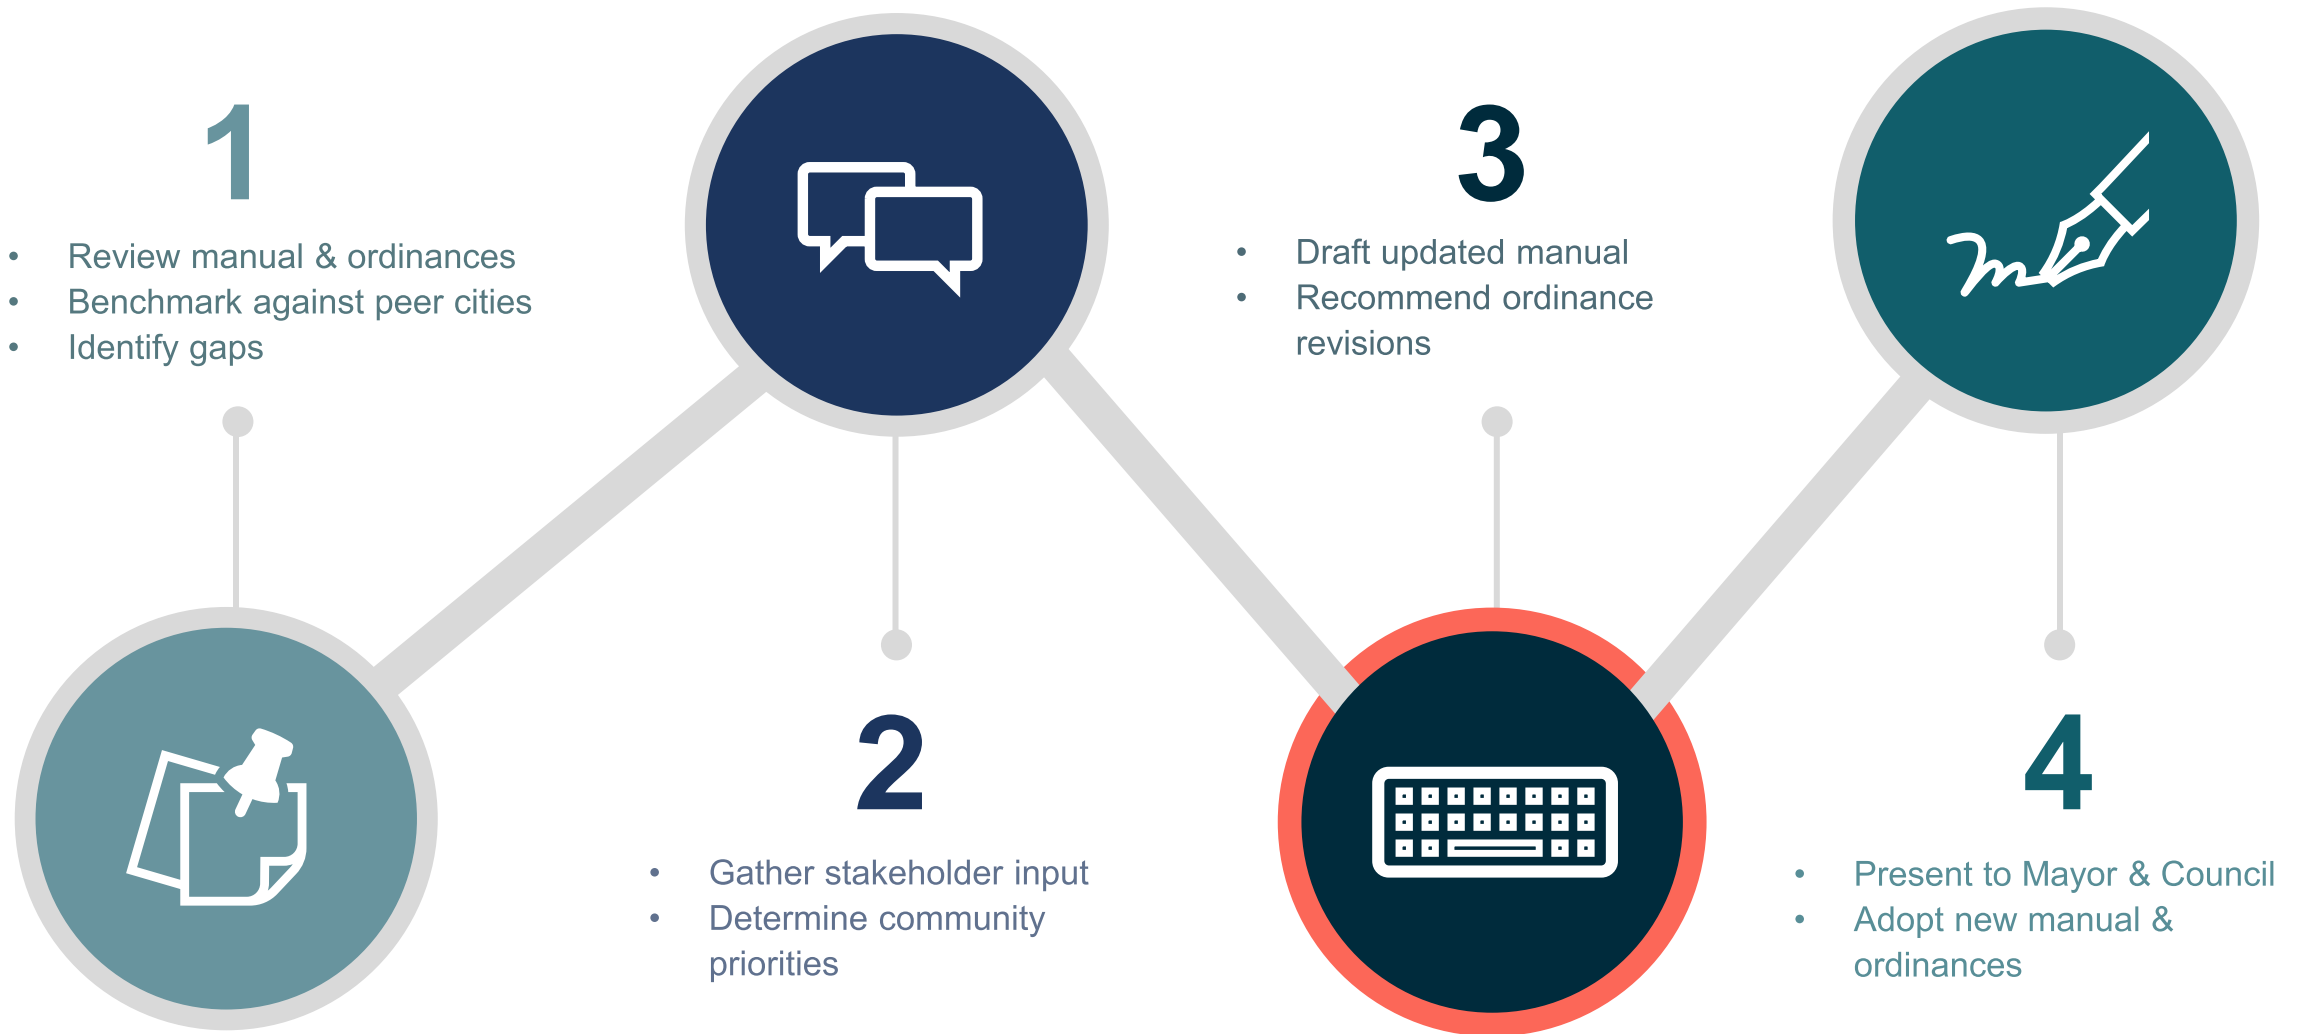 1
• Review manual & ordinances
• Benchmark against peer cities
• Identify gaps
2
• Gather stakeholder input
• Determine community
priorities
3
• Draft updated manual
• Recommend ordinance
revisions
4
• Present to Mayor & Council
• Adopt new manual &
ordinances